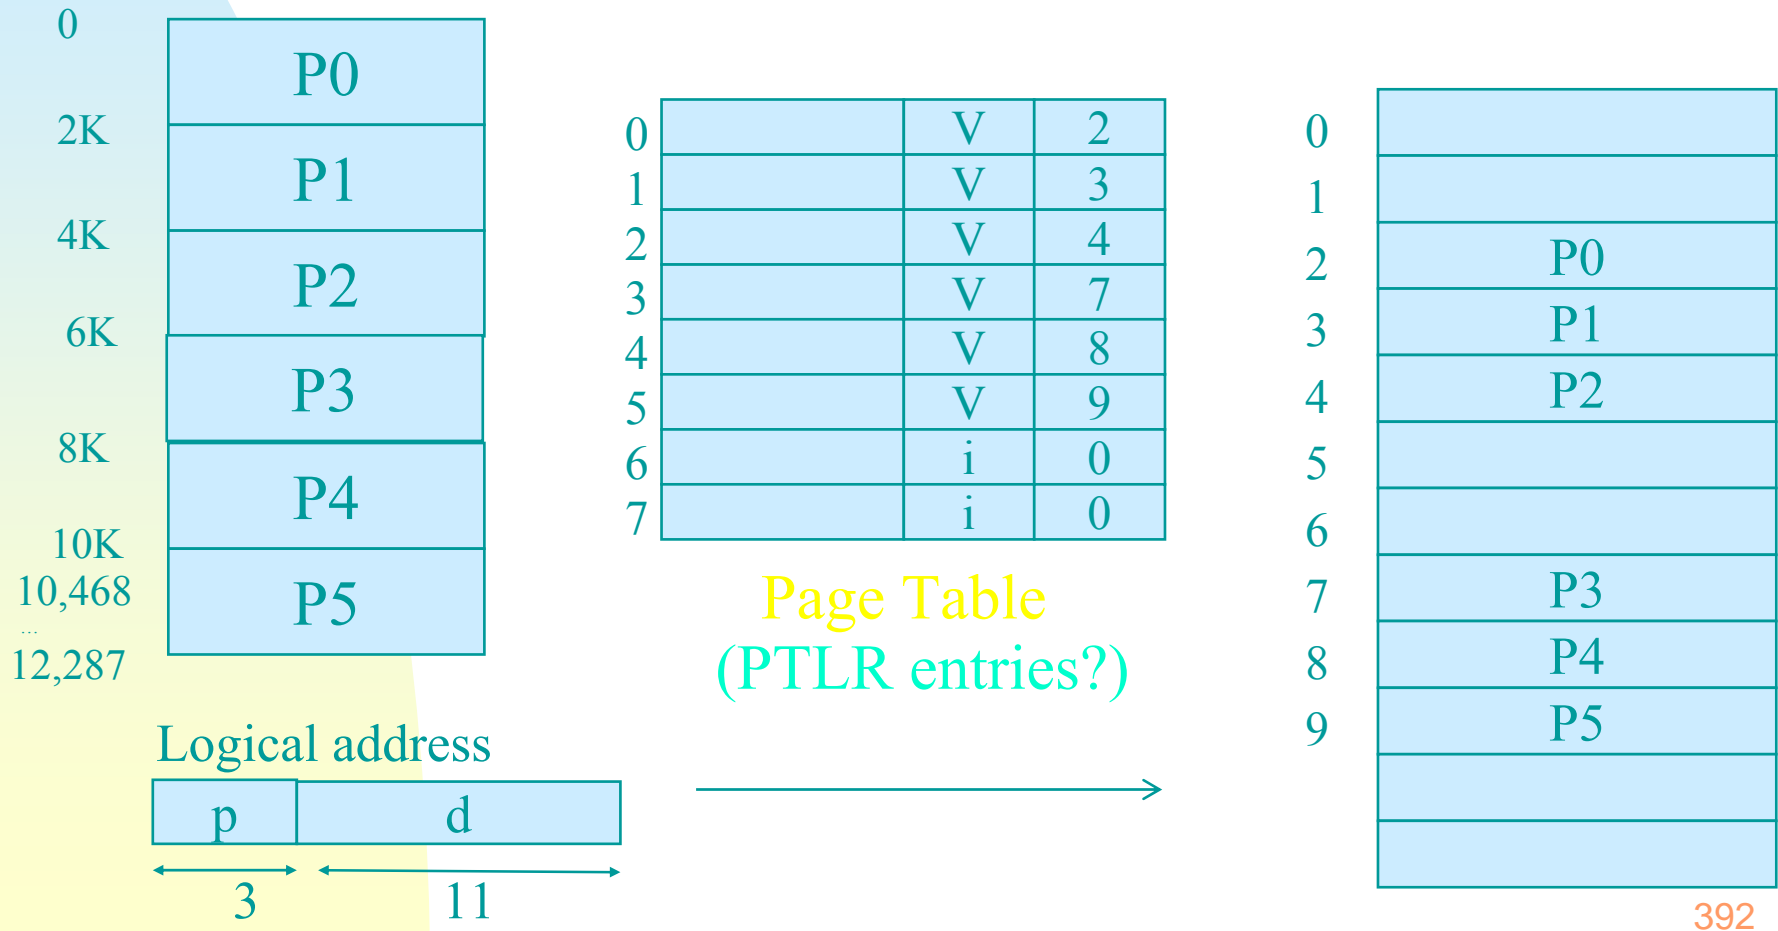 0
P0
2K
P1
4K
P2
6K
P3
8K
P4
10K
10,468
P5
...
12,287
Logical address
p d
3 11
0 V 2
1 V 3
2 V 4
3 V 7
4 V 8
5 V 9
6 i 0
7 i 0
Page Table
(PTLR entries?)
0
1
2 P0
3 P1
4 P2
5
6
7 P3
8 P4
9 P5
392